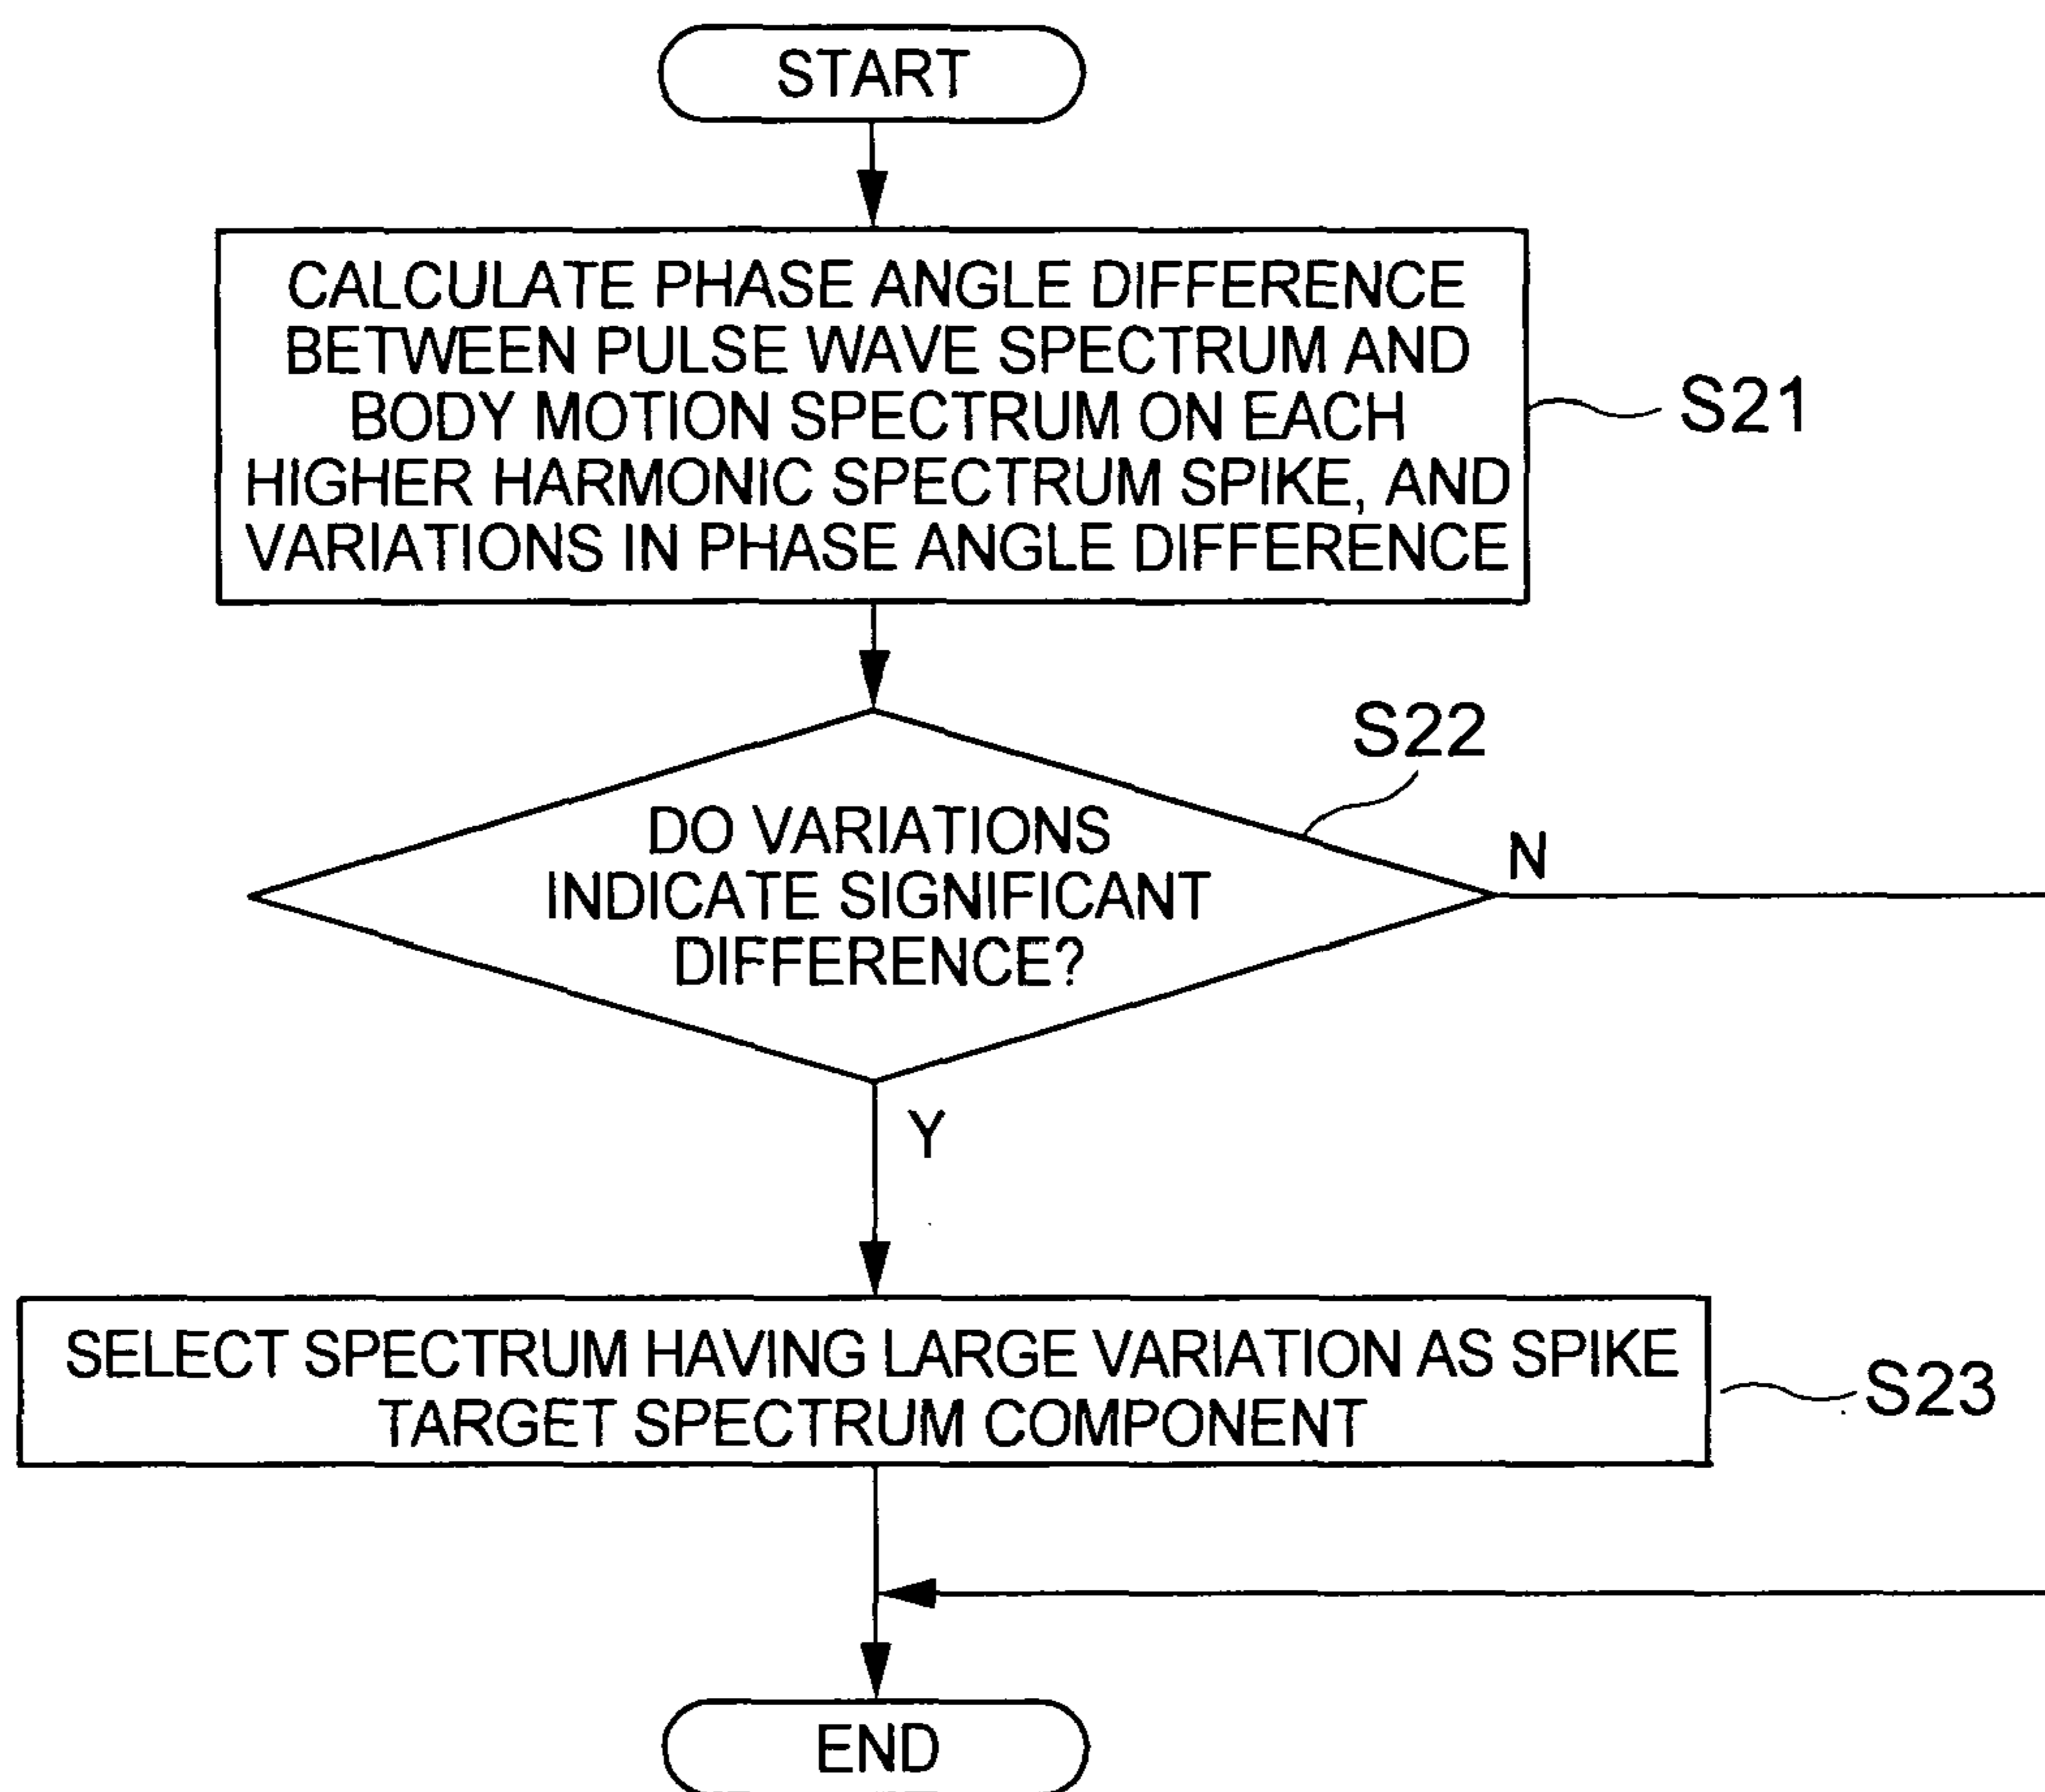 START
CALCULATE PHASE ANGLE DIFFERENCE
BETWEEN PULSE WAVE SPECTRUM AND
BODY MOTION SPECTRUM ON EACH
HIGHER HARMONIC SPECTRUM SPIKE, AND
VARIATIONS IN PHASE ANGLE DIFFERENCE
S21
S22
DO VARIATIONS
INDICATE SIGNIFICANT
DIFFERENCE?
N
Y
SELECT SPECTRUM HAVING LARGE VARIATION AS SPIKE
TARGET SPECTRUM COMPONENT
S23
END